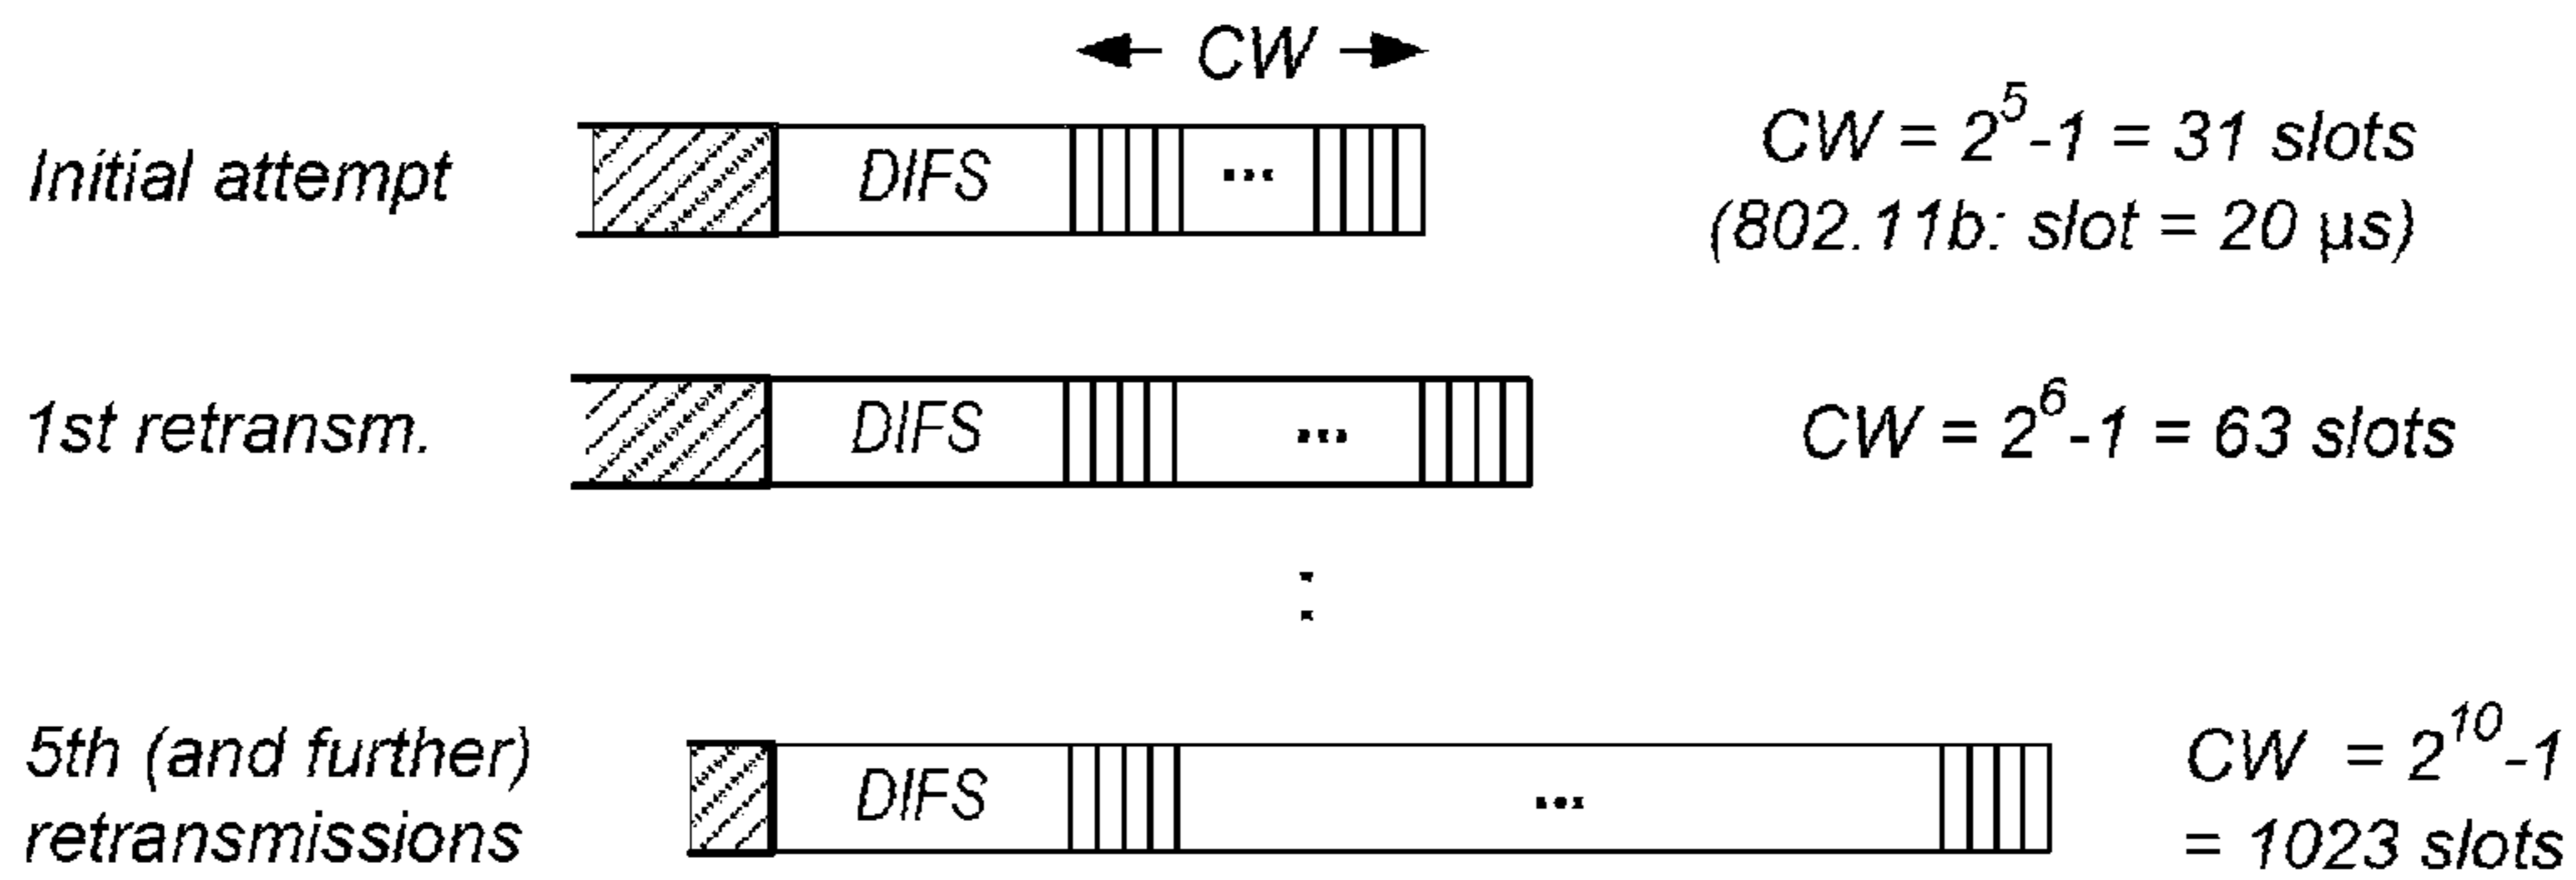 CW
Initial attempt
DIFS
...
CW = 2^5-1 = 31 slots
(802.11b: slot = 20 µs)
1st retransm.
DIFS
...
CW = 2^6-1 = 63 slots
5th (and further)
retransmissions
DIFS
...
CW = 2^10-1
= 1023 slots